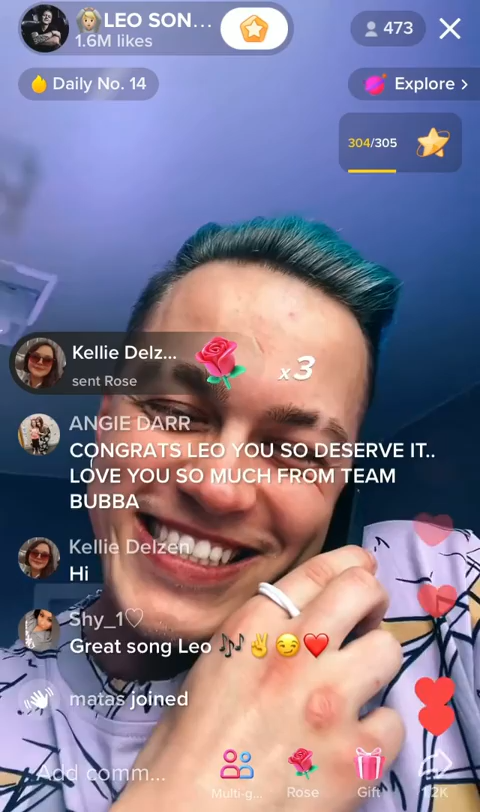 LEO SON...
1.6M likes
473
Daily No. 14
Explore >
304/305
Kellie Delz...
sent Rose
x3
ANGIE DARR
CONGRATS LEO YOU SO DESERVE IT..
LOVE YOU SO MUCH FROM TEAM
BUBBA
Kellie Delzen
Hi
Shy_1♡
Great song Leo 🎶✌️😏❤️
matas joined
Add comm...
Multi-g...
Rose
Gift
1.2K